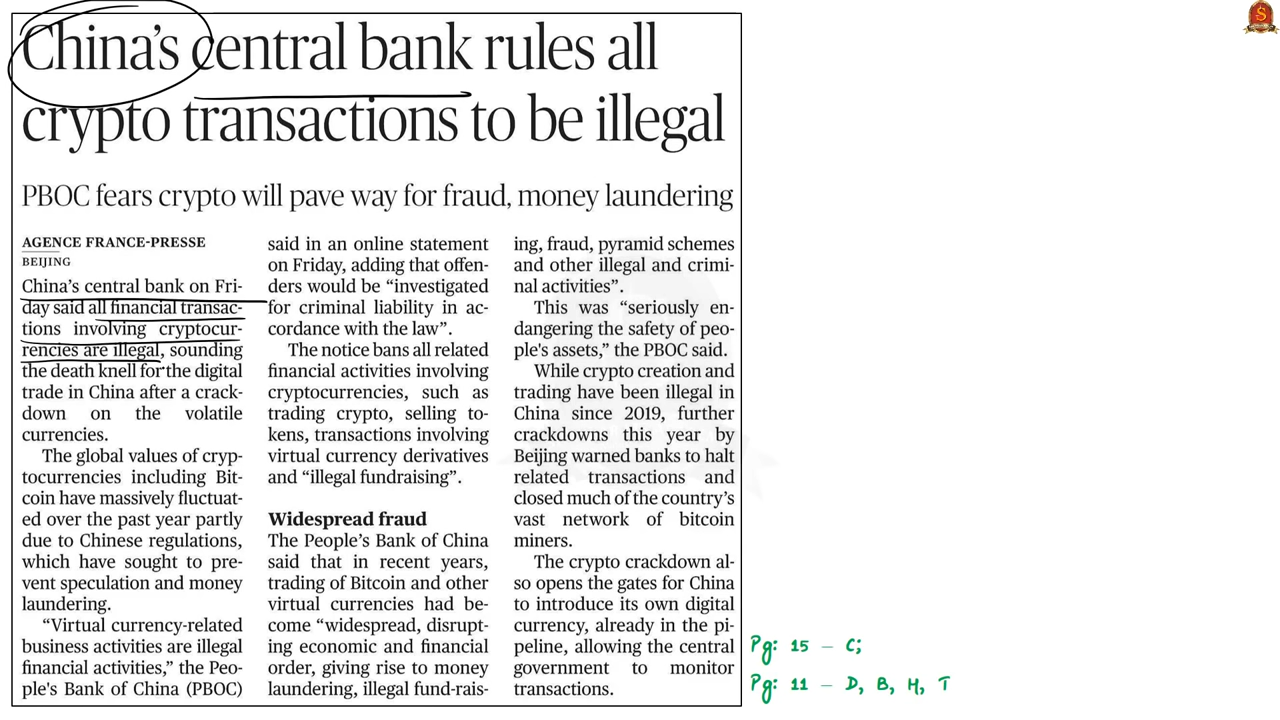 China's central bank rules all
crypto transactions to be illegal
PBOC fears crypto will pave way for fraud, money laundering
AGENCE FRANCE-PRESSE
BEIJING
China's central bank on Fri-
day said all financial transac-
tions involving cryptocur-
rencies are illegal, sounding
the death knell for the digital
trade in China after a crack-
down on the volatile
currencies.
The global values of cryp-
tocurrencies including Bit-
coin have massively fluctuat-
ed over the past year partly
due to Chinese regulations,
which have sought to pre-
vent speculation and money
laundering.
“Virtual currency-related
business activities are illegal
financial activities,” the Peo-
ple's Bank of China (PBOC)
said in an online statement
on Friday, adding that offen-
ders would be “investigated
for criminal liability in ac-
cordance with the law”.
The notice bans all related
financial activities involving
cryptocurrencies, such as
trading crypto, selling to-
kens, transactions involving
virtual currency derivatives
and “illegal fundraising”.
Widespread fraud
The People's Bank of China
said that in recent years,
trading of Bitcoin and other
virtual currencies had be-
come “widespread, disrupt-
ing economic and financial
order, giving rise to money
laundering, illegal fund-rais-
ing, fraud, pyramid schemes
and other illegal and crimi-
nal activities”.
This was “seriously en-
dangering the safety of peo-
ple's assets,” the PBOC said.
While crypto creation and
trading have been illegal in
China since 2019, further
crackdowns this year by
Beijing warned banks to halt
related transactions and
closed much of the country's
vast network of bitcoin
miners.
The crypto crackdown al-
so opens the gates for China
to introduce its own digital
currency, already in the pi-
peline, allowing the central
government to monitor
transactions.
Pg: 15 – C;
Pg: 11 – D, B, H, T